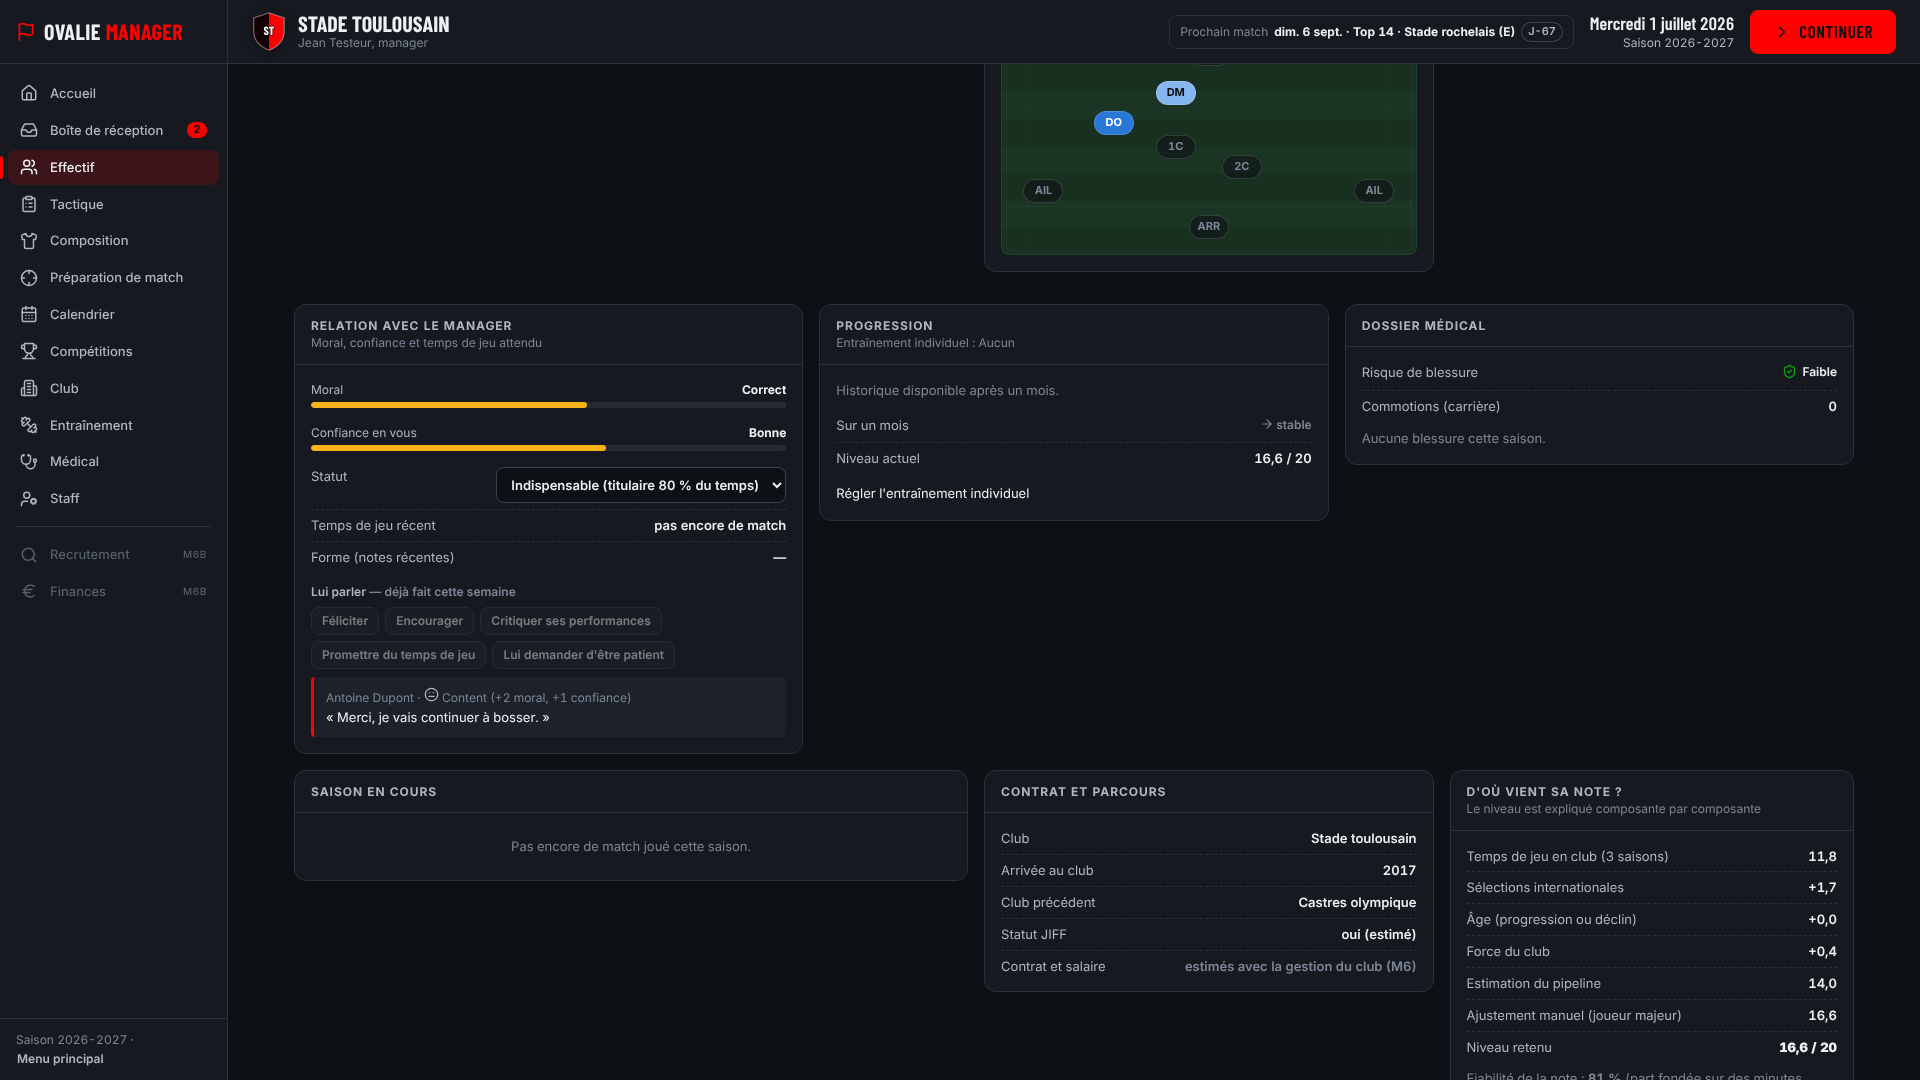 OVALIE MANAGER
ST
STADE TOULOUSAIN
Jean Testeur, manager
Prochain match dim. 6 sept. · Top 14 · Stade rochelais (E) J-67
Mercredi 1 juillet 2026
Saison 2026-2027
CONTINUER
Accueil
Boîte de réception 2
Effectif
Tactique
Composition
Préparation de match
Calendrier
Compétitions
Club
Entraînement
Médical
Staff
Recrutement M6B
Finances M6B
Saison 2026-2027 ·
Menu principal
DM
DO
1C
2C
AIL
AIL
ARR
RELATION AVEC LE MANAGER
Moral, confiance et temps de jeu attendu
Moral Correct
Confiance en vous Bonne
Statut Indispensable (titulaire 80 % du temps)
Temps de jeu récent pas encore de match
Forme (notes récentes) —
Lui parler — déjà fait cette semaine
Féliciter Encourager Critiquer ses performances
Promettre du temps de jeu Lui demander d'être patient
Antoine Dupont · Content (+2 moral, +1 confiance)
« Merci, je vais continuer à bosser. »
PROGRESSION
Entraînement individuel : Aucun
Historique disponible après un mois.
Sur un mois → stable
Niveau actuel 16,6 / 20
Régler l'entraînement individuel
DOSSIER MÉDICAL
Risque de blessure Faible
Commotions (carrière) 0
Aucune blessure cette saison.
SAISON EN COURS
Pas encore de match joué cette saison.
CONTRAT ET PARCOURS
Club Stade toulousain
Arrivée au club 2017
Club précédent Castres olympique
Statut JIFF oui (estimé)
Contrat et salaire estimés avec la gestion du club (M6)
D'OÙ VIENT SA NOTE ?
Le niveau est expliqué composante par composante
Temps de jeu en club (3 saisons) 11,8
Sélections internationales +1,7
Âge (progression ou déclin) +0,0
Force du club +0,4
Estimation du pipeline 14,0
Ajustement manuel (joueur majeur) 16,6
Niveau retenu 16,6 / 20
Fiabilité de la note : 81 % (part fondée sur des minutes